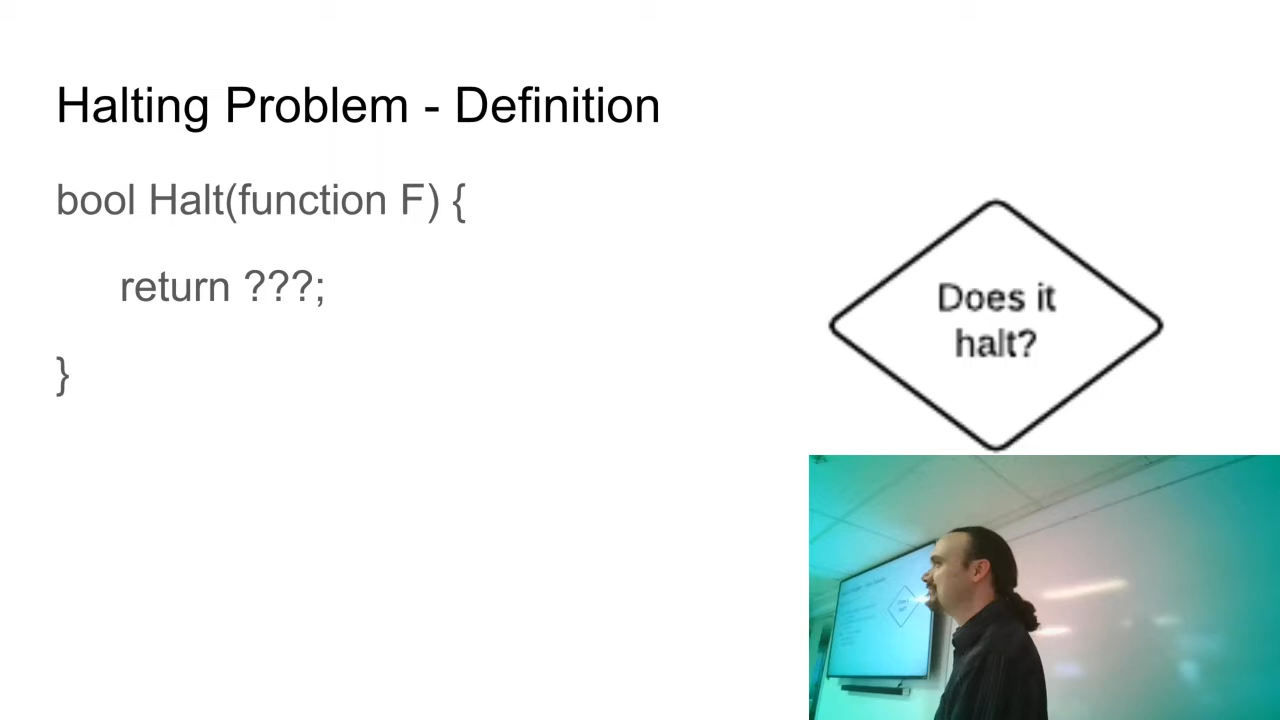 Halting Problem - Definition
bool Halt(function F) {
return ???;
}
Does it
halt?